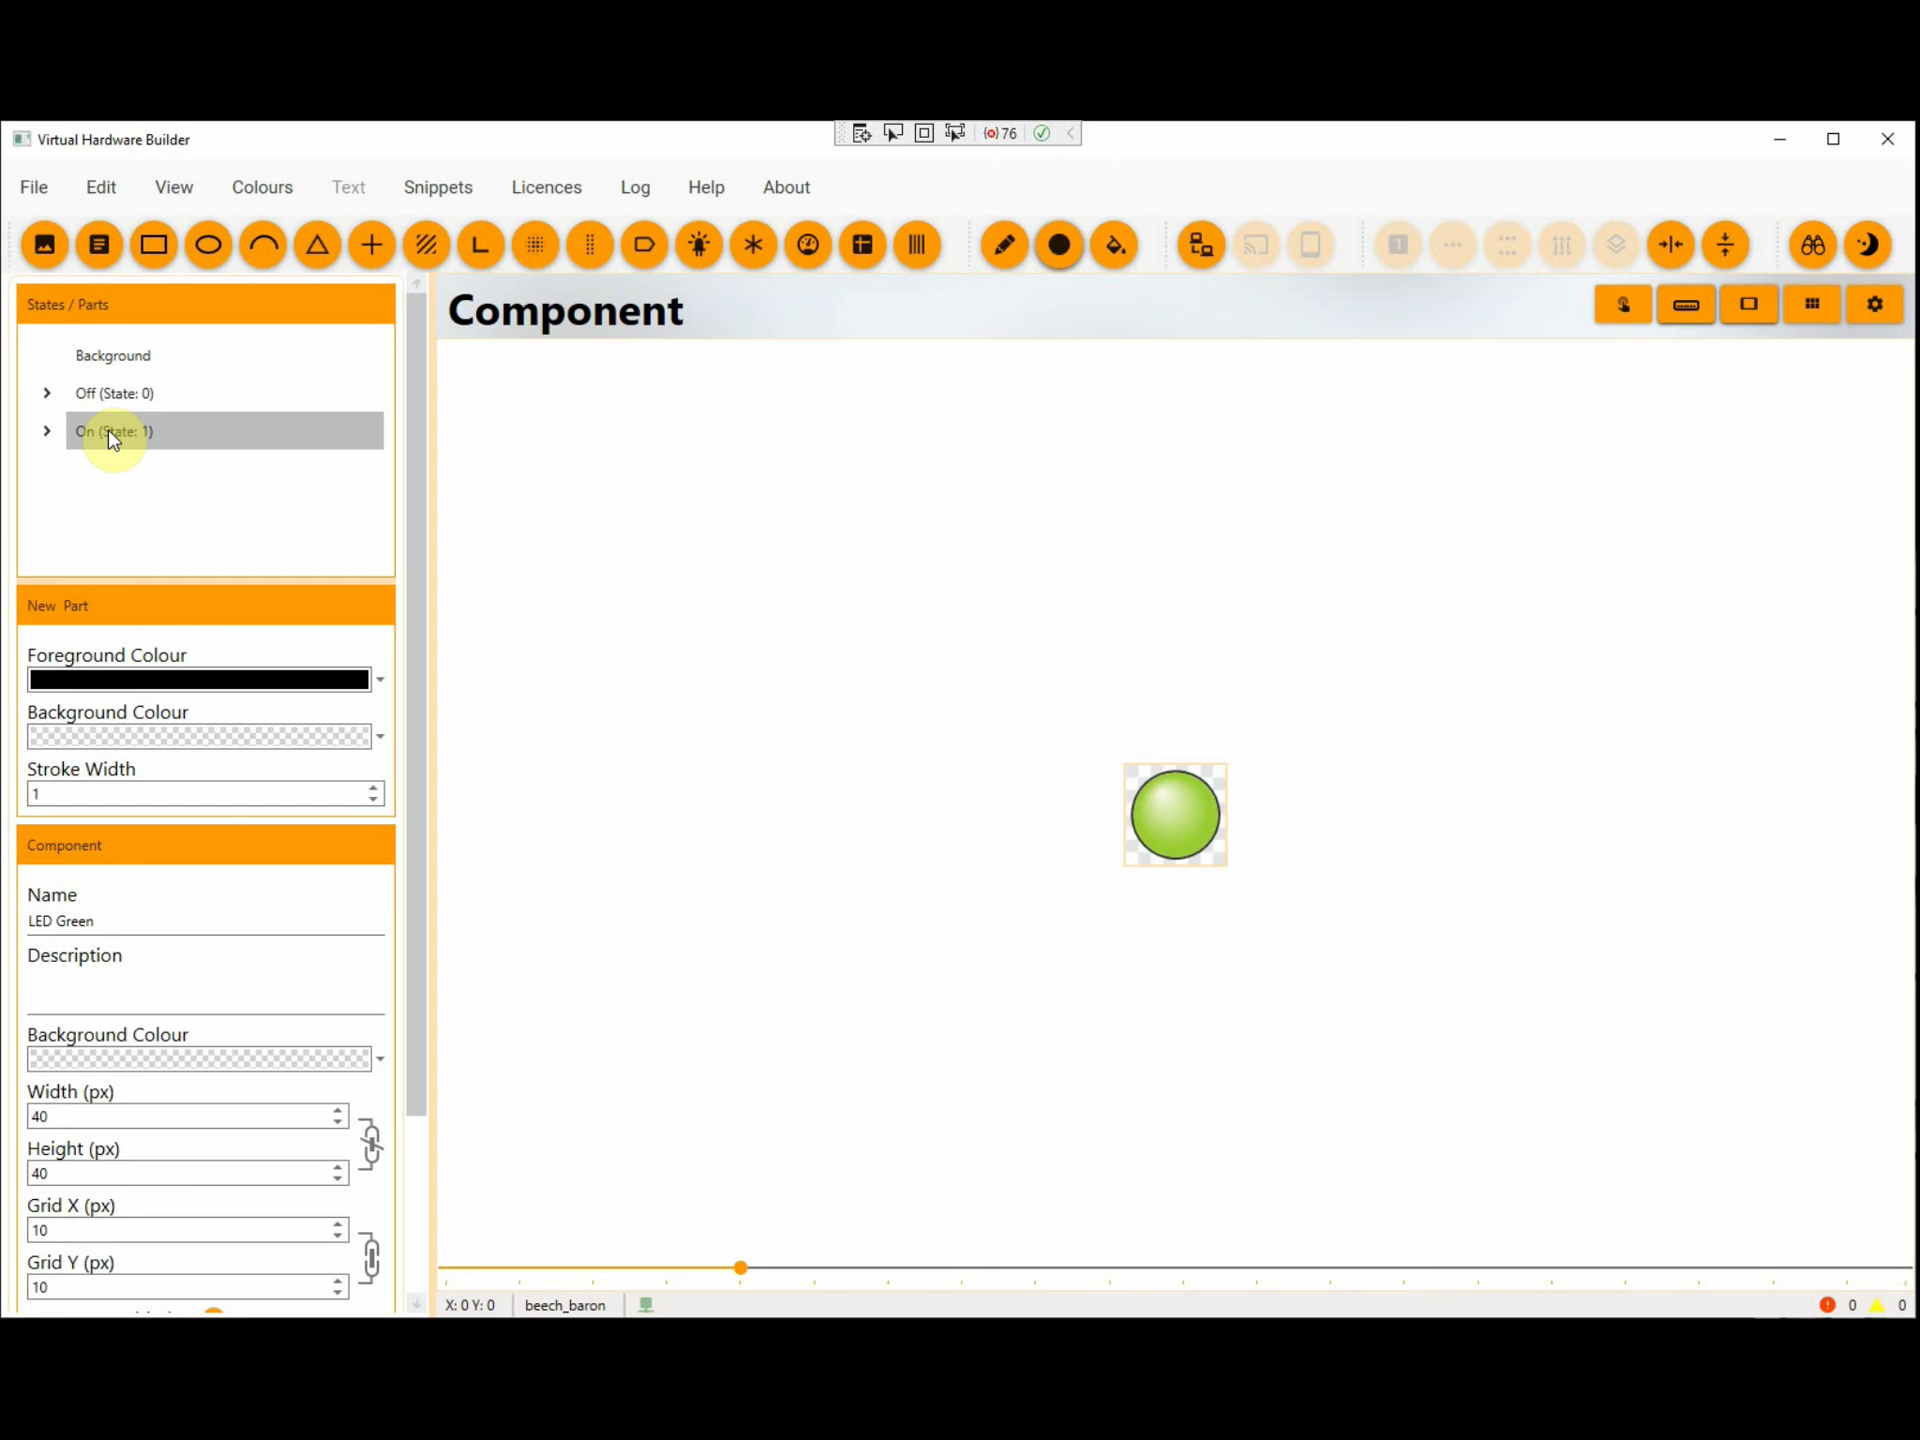 Virtual Hardware Builder
76
File Edit View Colours Text Snippets Licences Log Help About
1
States / Parts
Background
Off (State: 0)
On (State: 1)
New Part
Foreground Colour
Background Colour
Stroke Width
1
Component
Name
LED Green
Description
Background Colour
Width (px)
40
Height (px)
40
Grid X (px)
10
Grid Y (px)
10
Component
X: 0 Y: 0 beech_baron
0 0